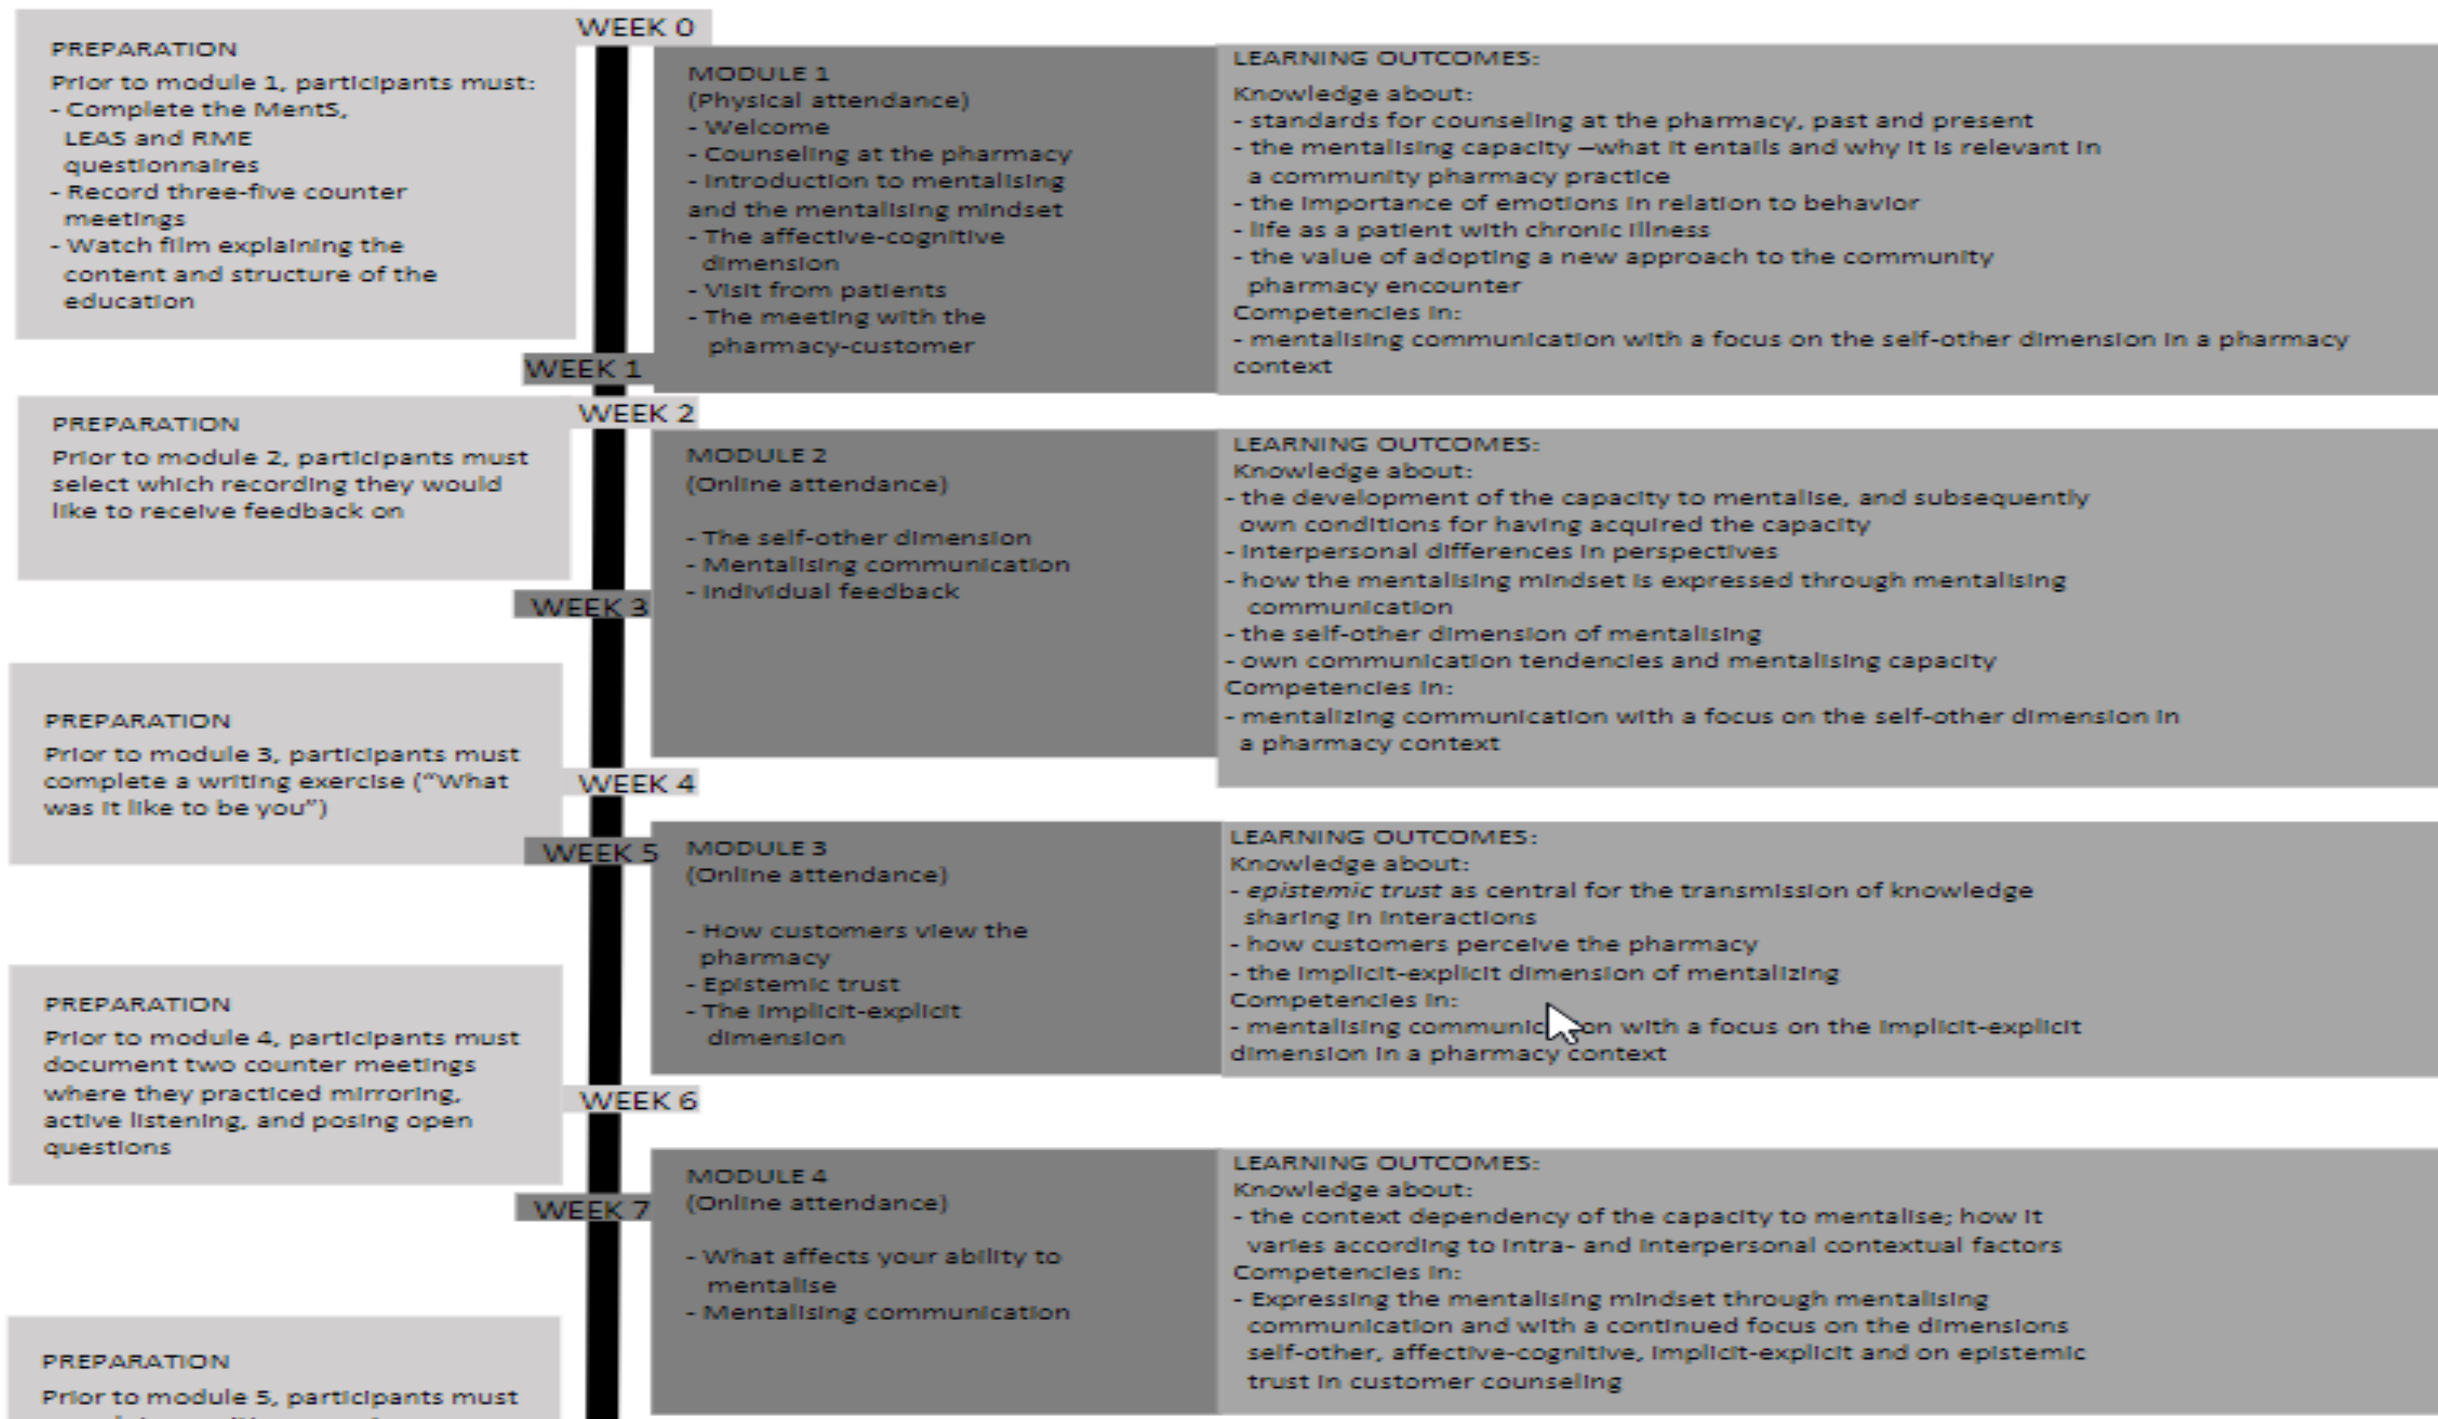 WEEK 0
PREPARATION
Prior to module 1, participants must:
- Complete the MentS,
LEAS and RME
questionnaires
- Record three-five counter
meetings
- Watch film explaining the
content and structure of the
education
MODULE 1
(Physical attendance)
- Welcome
- Counseling at the pharmacy
- Introduction to mentalising
and the mentalising mindset
- The affective-cognitive
dimension
- Visit from patients
- The meeting with the
pharmacy-customer
LEARNING OUTCOMES:
Knowledge about:
- standards for counseling at the pharmacy, past and present
- the mentalising capacity –what it entails and why it is relevant in
a community pharmacy practice
- the importance of emotions in relation to behavior
- life as a patient with chronic illness
- the value of adopting a new approach to the community
pharmacy encounter
Competencies in:
- mentalising communication with a focus on the self-other dimension in a pharmacy
context
WEEK 1
WEEK 2
PREPARATION
Prior to module 2, participants must
select which recording they would
like to receive feedback on
MODULE 2
(Online attendance)
- The self-other dimension
- Mentalising communication
- Individual feedback
LEARNING OUTCOMES:
Knowledge about:
- the development of the capacity to mentalise, and subsequently
own conditions for having acquired the capacity
- interpersonal differences in perspectives
- how the mentalising mindset is expressed through mentalising
communication
- the self-other dimension of mentalising
- own communication tendencies and mentalising capacity
Competencies in:
- mentalizing communication with a focus on the self-other dimension in
a pharmacy context
WEEK 3
PREPARATION
Prior to module 3, participants must
complete a writing exercise (“What
was it like to be you”)
WEEK 4
WEEK 5
MODULE 3
(Online attendance)
- How customers view the
pharmacy
- Epistemic trust
- The implicit-explicit
dimension
LEARNING OUTCOMES:
Knowledge about:
- epistemic trust as central for the transmission of knowledge
sharing in interactions
- how customers perceive the pharmacy
- the implicit-explicit dimension of mentalizing
Competencies in:
- mentalising communic on with a focus on the implicit-explicit
dimension in a pharmacy context
PREPARATION
Prior to module 4, participants must
document two counter meetings
where they practiced mirroring,
active listening, and posing open
questions
WEEK 6
WEEK 7
MODULE 4
(Online attendance)
- What affects your ability to
mentalise
- Mentalising communication
LEARNING OUTCOMES:
Knowledge about:
- the context dependency of the capacity to mentalise; how it
varies according to intra- and interpersonal contextual factors
Competencies in:
- Expressing the mentalising mindset through mentalising
communication and with a continued focus on the dimensions
self-other, affective-cognitive, implicit-explicit and on epistemic
trust in customer counseling
PREPARATION
Prior to module 5, participants must